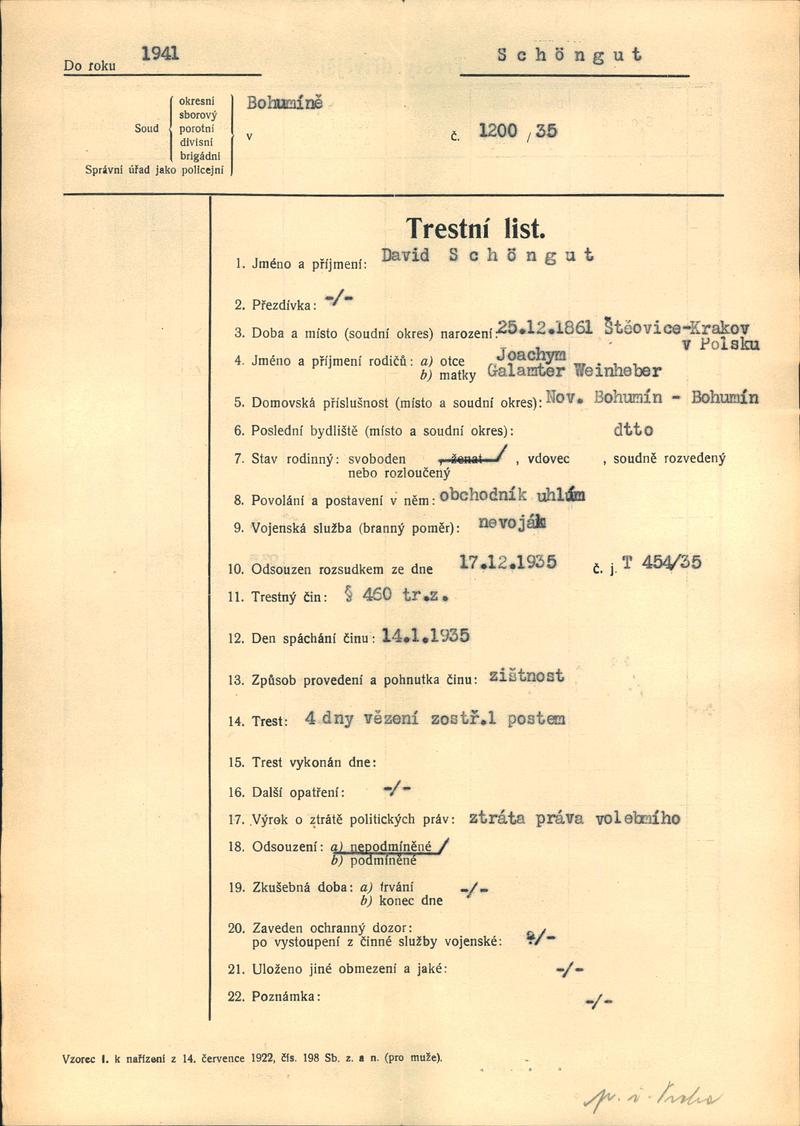 Do roku 1941
Schöngut
Soud
okresní
sborový
porotní
divisní
brigádní
Správní úřad jako policejní
Bohumíně
v
č. 1200 / 35
Trestní list.
1. Jméno a příjmení: David Schöngut
2. Přezdívka: -/-
3. Doba a místo (soudní okres) narození: 25.12.1861 Štěovice-Krakov
v Polsku
4. Jméno a příjmení rodičů: a) otce Joachym
b) matky Galamter Weinheber
5. Domovská příslušnost (místo a soudní okres): Nov. Bohumín - Bohumín
6. Poslední bydliště (místo a soudní okres): dtto
7. Stav rodinný: svoboden , ženat / , vdovec , soudně rozvedený
nebo rozloučený
8. Povolání a postavení v něm: obchodník uhlím
9. Vojenská služba (branný poměr): nevoják
10. Odsouzen rozsudkem ze dne 17.12.1935 č. j. T 454/35
11. Trestný čin: § 460 tr.z.
12. Den spáchání činu: 14.1.1935
13. Způsob provedení a pohnutka činu: zištnost
14. Trest: 4 dny vězení zostř.1 postem
15. Trest vykonán dne:
16. Další opatření: -/-
17. Výrok o ztrátě politických práv: ztráta práva volebního
18. Odsouzení: a) nepodmíněné /
b) podmíněné
19. Zkušebná doba: a) trvání -/-
b) konec dne
20. Zaveden ochranný dozor:
po vystoupení z činné služby vojenské: -/-
21. Uloženo jiné obmezení a jaké: -/-
22. Poznámka: -/-
Vzorec I. k nařízení z 14. července 1922, čís. 198 Sb. z. a n. (pro muže).